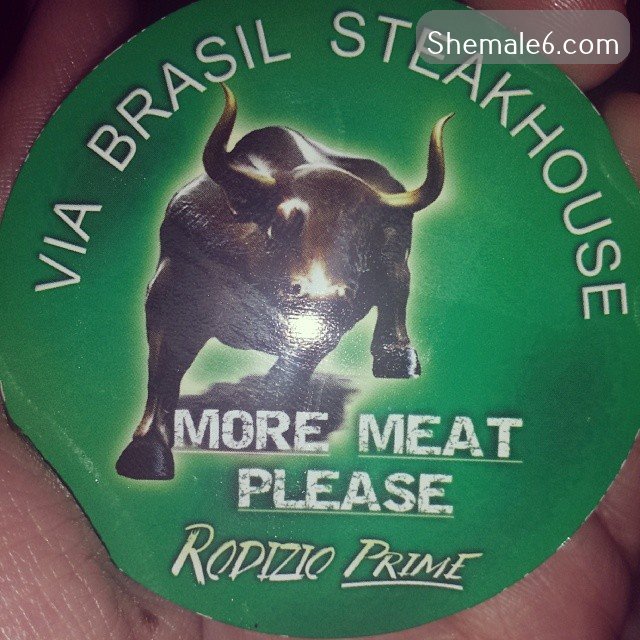 Shemale6.com
VIA BRASIL STEAKHOUSE
MORE MEAT
PLEASE
RODIZIO PRIME